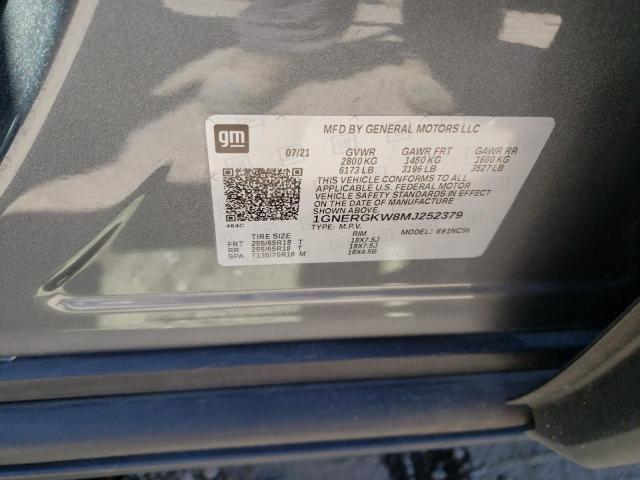 gm
MFD BY GENERAL MOTORS LLC
07/21 GVWR GAWR FRT GAWR RR
2800 KG 1450 KG 1600 KG
6173 LB 3196 LB 3527 LB
THIS VEHICLE CONFORMS TO ALL
APPLICABLE U.S. FEDERAL MOTOR
VEHICLE SAFETY STANDARDS IN EFFECT
ON THE DATE OF MANUFACTURE
SHOWN ABOVE.
1GNERGKW8MJ252379
464C
TYPE: M.P.V. MODEL: R91NC56
TIRE SIZE RIM
FRT 255/65R18 T 18X7.5J
RR 255/65R18 T 18X7.5J
SPA T135/70R18 M 18X4.5B